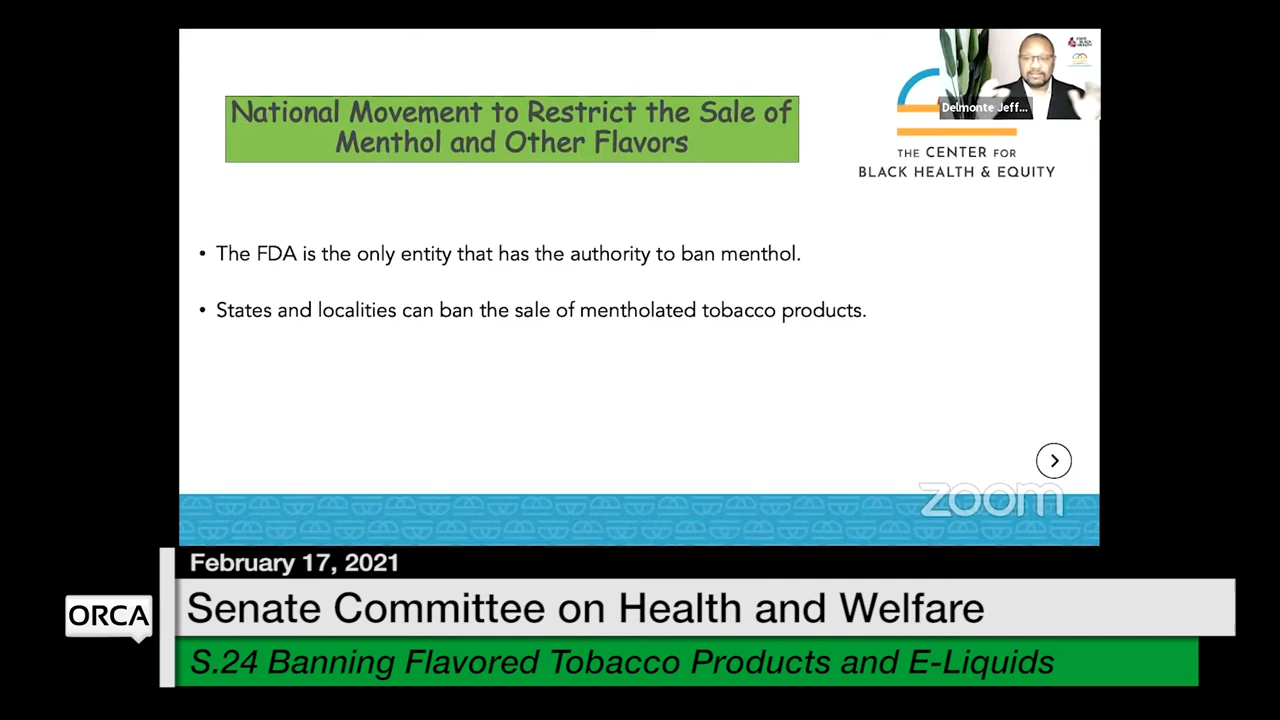 National Movement to Restrict the Sale of
Menthol and Other Flavors
Delmonte Jeff...
THE CENTER FOR
BLACK HEALTH & EQUITY
• The FDA is the only entity that has the authority to ban menthol.
• States and localities can ban the sale of mentholated tobacco products.
zoom
February 17, 2021
ORCA
Senate Committee on Health and Welfare
S.24 Banning Flavored Tobacco Products and E-Liquids